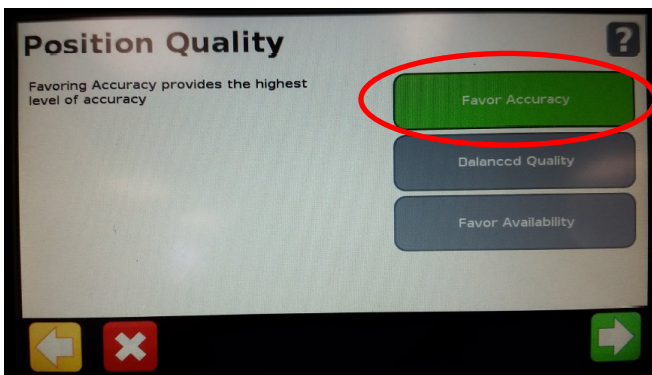 Position Quality
?
Favoring Accuracy provides the highest
level of accuracy
Favor Accuracy
Balanced Quality
Favor Availability